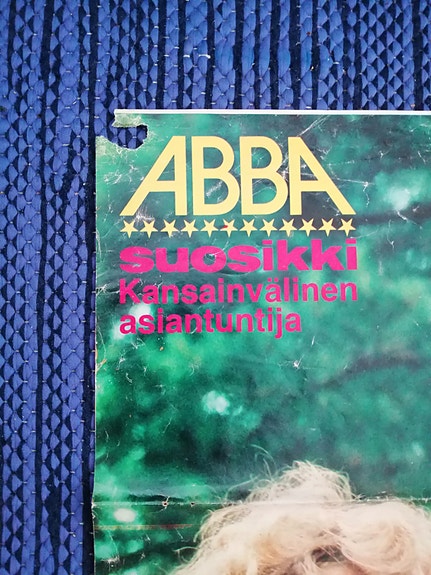 ABBA
suosikki
Kansainvälinen
asiantuntija